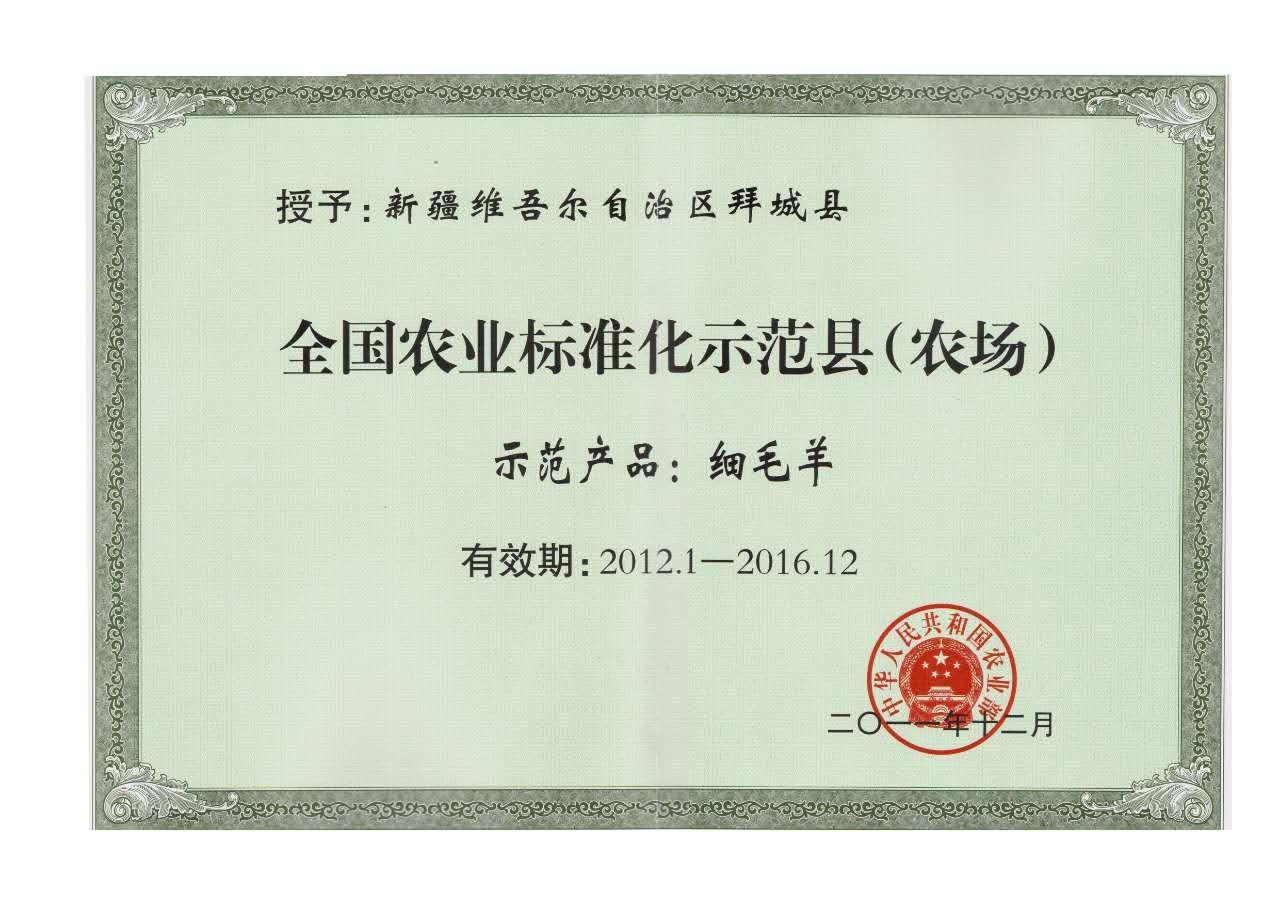 授予:新疆维吾尔自治区拜城县
全国农业标准化示范县(农场)
示范产品:细毛羊
有效期:2012.1—2016.12
中华人民共和国农业部
二〇一一年十二月